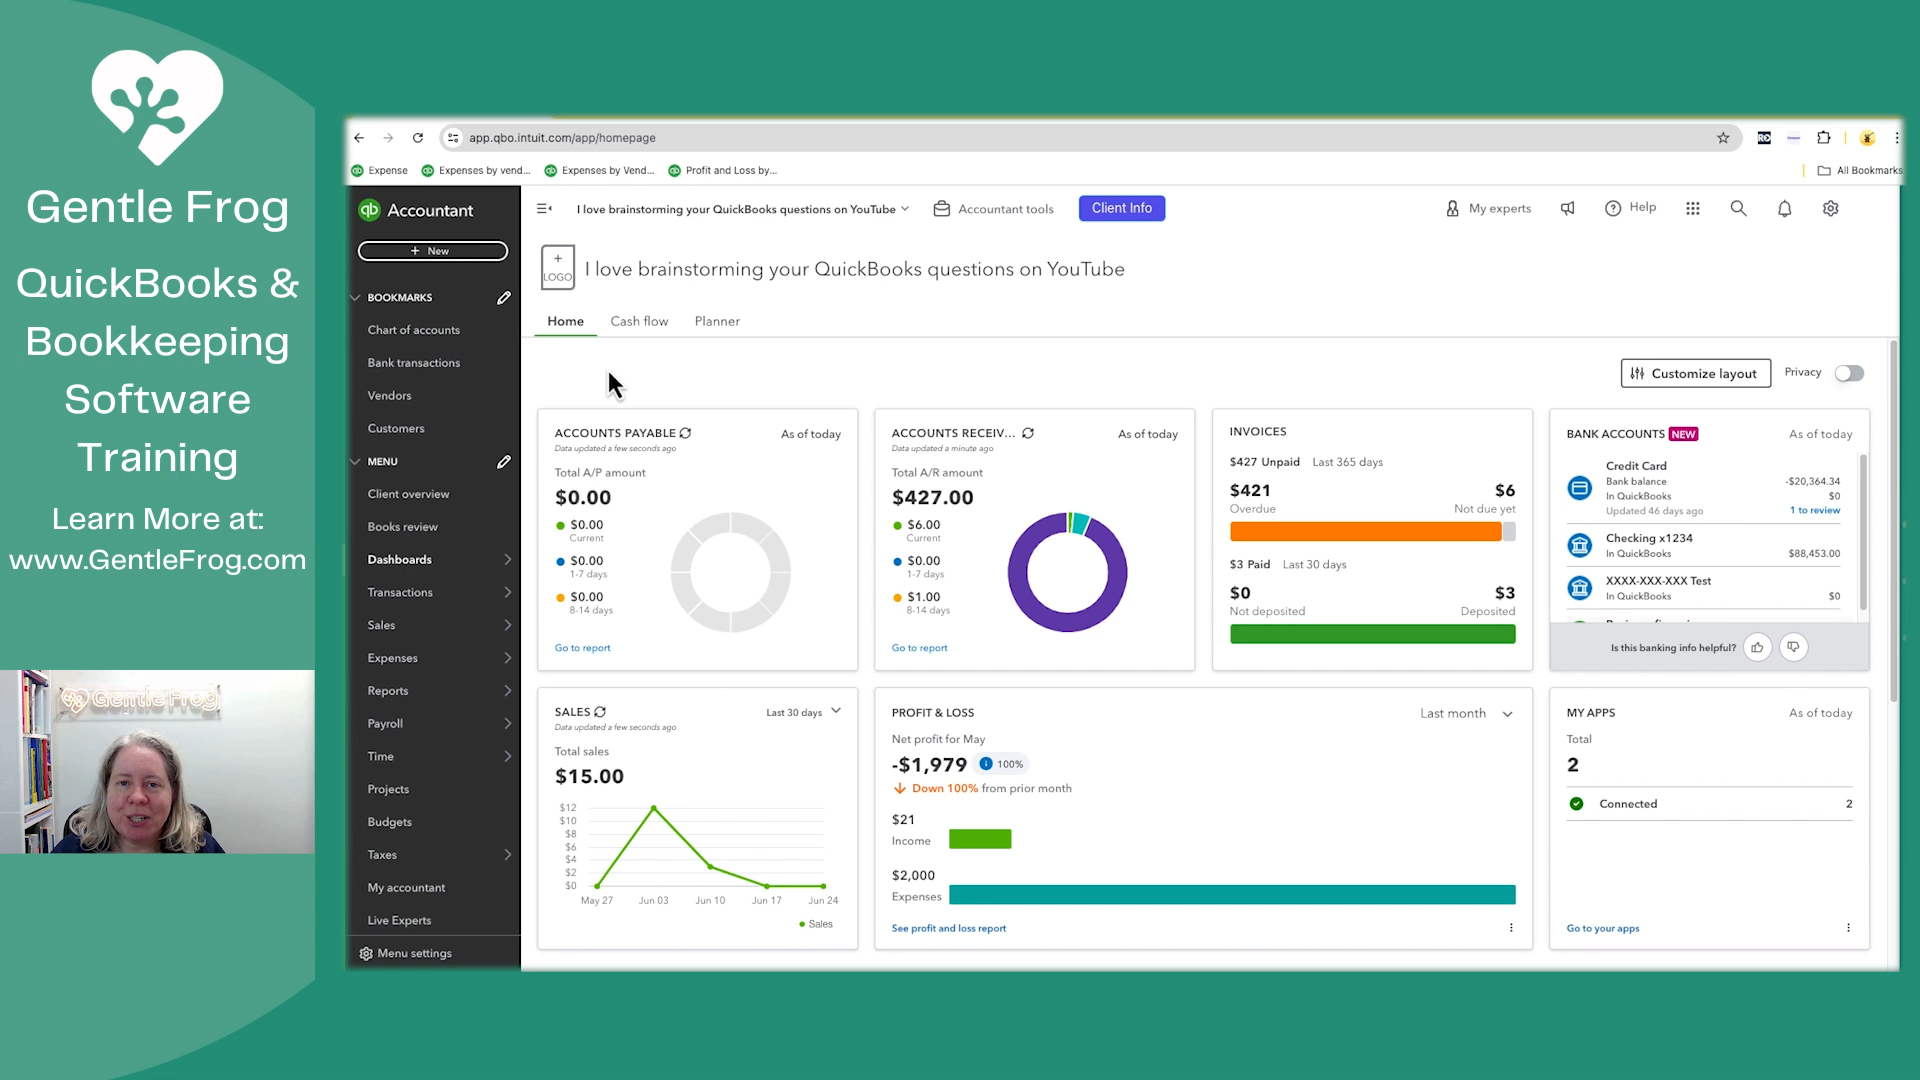 Gentle Frog
QuickBooks &
Bookkeeping
Software
Training
Learn More at:
www.GentleFrog.com
Gentle Frog
app.qbo.intuit.com/app/homepage
Expense
Expenses by vend...
Expenses by Vend...
Profit and Loss by...
All Bookmarks
qb Accountant
+ New
BOOKMARKS
Chart of accounts
Bank transactions
Vendors
Customers
MENU
Client overview
Books review
Dashboards
Transactions
Sales
Expenses
Reports
Payroll
Time
Projects
Budgets
Taxes
My accountant
Live Experts
Menu settings
I love brainstorming your QuickBooks questions on YouTube
Accountant tools
Client Info
My experts
Help
+
LOGO
I love brainstorming your QuickBooks questions on YouTube
Home
Cash flow
Planner
Customize layout
Privacy
ACCOUNTS PAYABLE
As of today
Data updated a few seconds ago
Total A/P amount
$0.00
$0.00
Current
$0.00
1-7 days
$0.00
8-14 days
Go to report
ACCOUNTS RECEIV...
As of today
Data updated a minute ago
Total A/R amount
$427.00
$6.00
Current
$0.00
1-7 days
$1.00
8-14 days
Go to report
INVOICES
$427 Unpaid Last 365 days
$421 $6
Overdue Not due yet
$3 Paid Last 30 days
$0 $3
Not deposited Deposited
BANK ACCOUNTS NEW
As of today
Credit Card
Bank balance -$20,364.34
In QuickBooks $0
Updated 46 days ago 1 to review
Checking x1234
In QuickBooks $88,453.00
XXXX-XXX-XXX Test
In QuickBooks $0
Is this banking info helpful?
SALES
Last 30 days
Data updated a few seconds ago
Total sales
$15.00
$12
$10
$8
$6
$4
$2
$0
May 27 Jun 03 Jun 10 Jun 17 Jun 24
Sales
PROFIT & LOSS
Last month
Net profit for May
-$1,979 100%
Down 100% from prior month
$21
Income
$2,000
Expenses
See profit and loss report
MY APPS
As of today
Total
2
Connected 2
Go to your apps